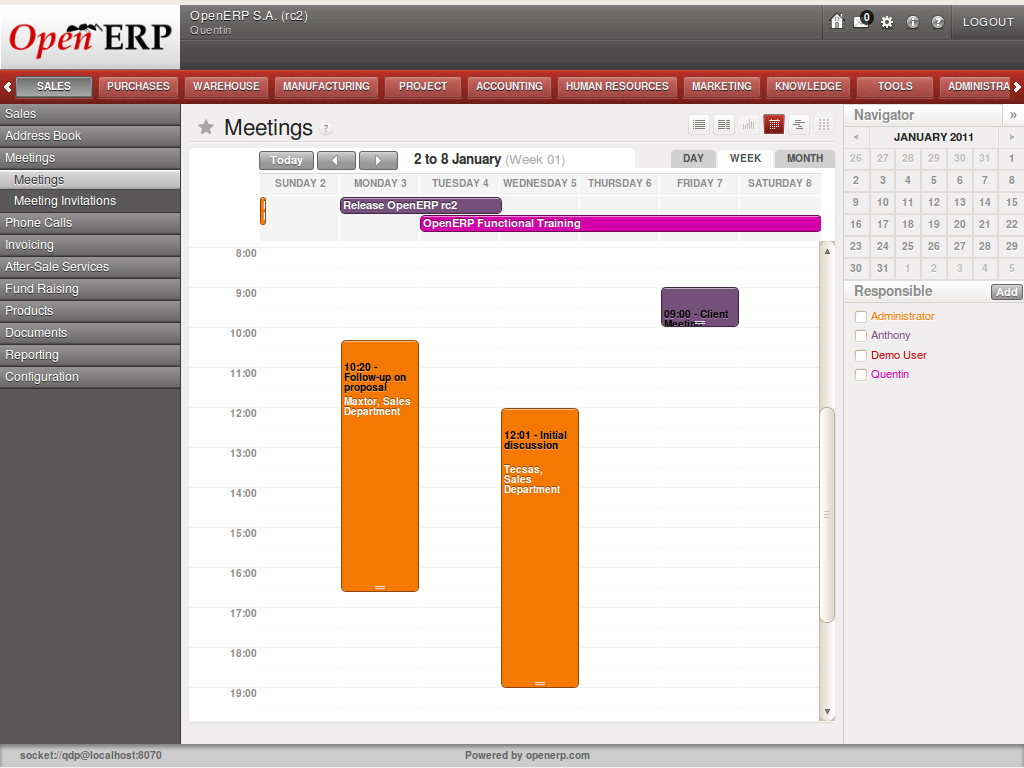 Open ERP
OpenERP S.A. (rc2)
Quentin
0
?
LOGOUT
SALES
PURCHASES
WAREHOUSE
MANUFACTURING
PROJECT
ACCOUNTING
HUMAN RESOURCES
MARKETING
KNOWLEDGE
TOOLS
ADMINISTRA
Sales
Address Book
Meetings
Meetings
Meeting Invitations
Phone Calls
Invoicing
After-Sale Services
Fund Raising
Products
Documents
Reporting
Configuration
Meetings ?
Today
2 to 8 January (Week 01)
DAY WEEK MONTH
SUNDAY 2 MONDAY 3 TUESDAY 4 WEDNESDAY 5 THURSDAY 6 FRIDAY 7 SATURDAY 8
Release OpenERP rc2
OpenERP Functional Training
8:00
9:00
10:00
11:00
12:00
13:00
14:00
15:00
16:00
17:00
18:00
19:00
10:20 -
Follow-up on
proposal
Maxtor, Sales
Department
12:01 - Initial
discussion
Tecsas,
Sales
Department
09:00 - Client
Meeting
Navigator »
JANUARY 2011
26 27 28 29 30 31 1
2 3 4 5 6 7 8
9 10 11 12 13 14 15
16 17 18 19 20 21 22
23 24 25 26 27 28 29
30 31 1 2 3 4 5
Responsible Add
Administrator
Anthony
Demo User
Quentin
socket://qdp@localhost:8070
Powered by openerp.com